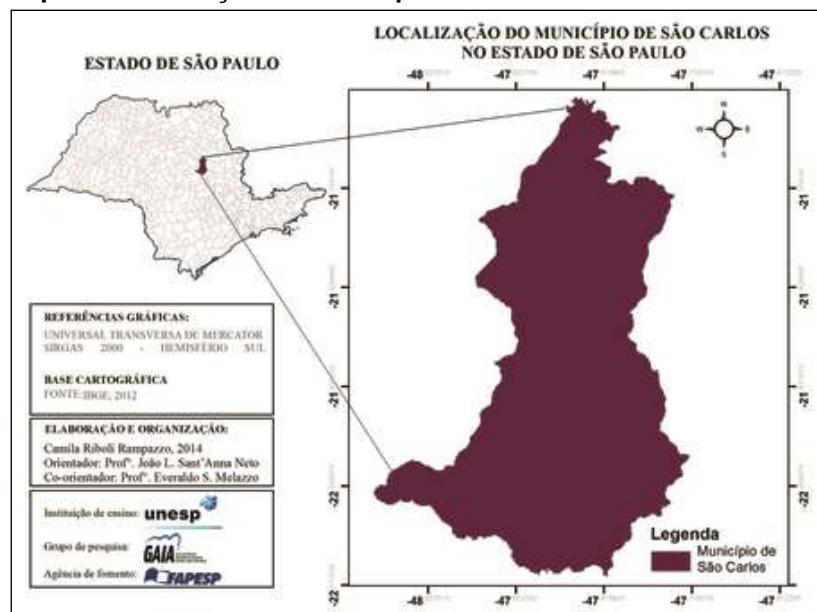 ESTADO DE SÃO PAULO
LOCALIZAÇÃO DO MUNICÍPIO DE SÃO CARLOS
NO ESTADO DE SÃO PAULO
-48
-47
-47
-47
-47
N
W
E
S
-21
-21
-21
-22
-22
-21
-21
-21
-22
-22
REFERÊNCIAS GRÁFICAS:
UNIVERSAL TRANSVERSA DE MERCATOR
SIRGAS 2000 - HEMISFÉRIO SUL
BASE CARTOGRÁFICA
FONTE:IBGE, 2012
ELABORAÇÃO E ORGANIZAÇÃO:
Camila Riboli Rampazzo, 2014
Orientador: Profº. João L. Sant'Anna Neto
Co-orientador: Profº. Everaldo S. Melazzo
Instituição de ensino: unesp
Grupo de pesquisa: GAIA
Agência de fomento: FAPESP
Legenda
Município de
São Carlos
-48
-47
-47
-47
-47